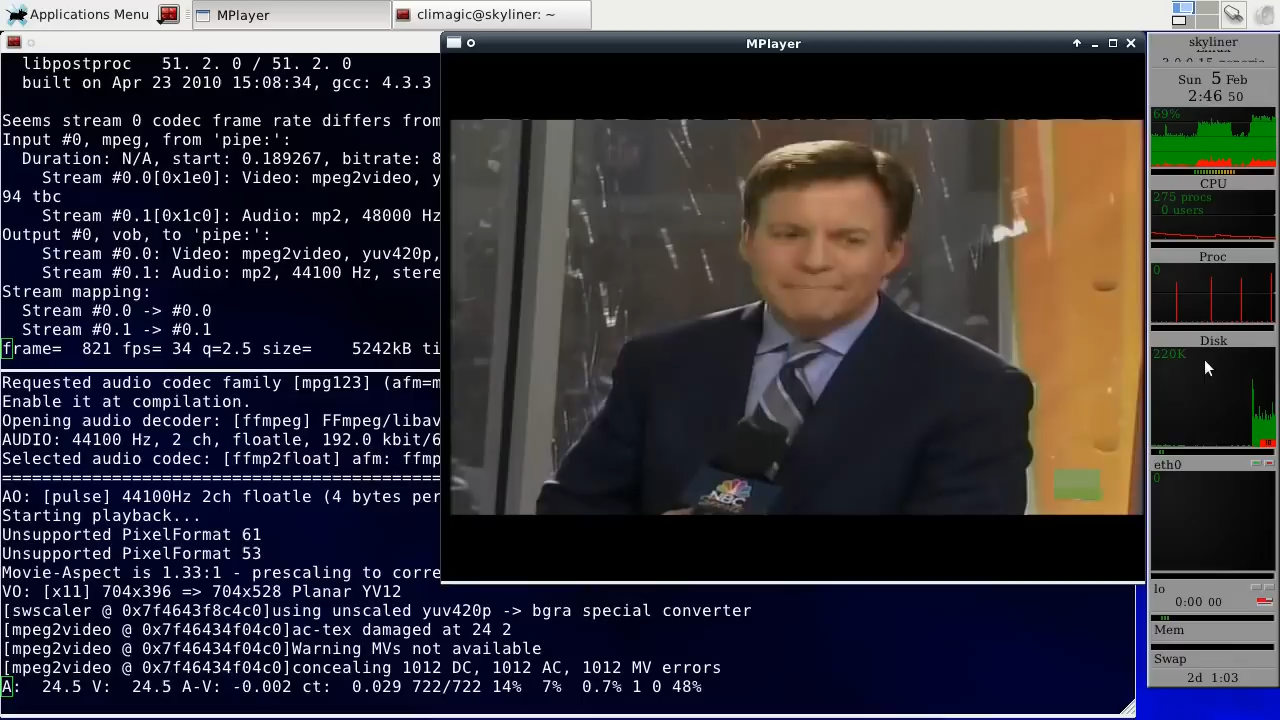 Applications Menu
MPlayer
climagic@skyliner: ~
libpostproc   51. 2. 0 / 51. 2. 0
built on Apr 23 2010 15:08:34, gcc: 4.3.3
Seems stream 0 codec frame rate differs from
Input #0, mpeg, from 'pipe:':
Duration: N/A, start: 0.189267, bitrate: 8
Stream #0.0[0x1e0]: Video: mpeg2video, y
94 tbc
Stream #0.1[0x1c0]: Audio: mp2, 48000 Hz
Output #0, vob, to 'pipe:':
Stream #0.0: Video: mpeg2video, yuv420p,
Stream #0.1: Audio: mp2, 44100 Hz, stere
Stream mapping:
Stream #0.0 -> #0.0
Stream #0.1 -> #0.1
frame=  821 fps= 34 q=2.5 size=    5242kB ti
Requested audio codec family [mpg123] (afm=m
Enable it at compilation.
Opening audio decoder: [ffmpeg] FFmpeg/libav
AUDIO: 44100 Hz, 2 ch, floatle, 192.0 kbit/6
Selected audio codec: [ffmp2float] afm: ffmp
==========================================
AO: [pulse] 44100Hz 2ch floatle (4 bytes per
Starting playback...
Unsupported PixelFormat 61
Unsupported PixelFormat 53
Movie-Aspect is 1.33:1 - prescaling to corre
VO: [x11] 704x396 => 704x528 Planar YV12
[swscaler @ 0x7f4643f8c4c0]using unscaled yuv420p -> bgra special converter
[mpeg2video @ 0x7f46434f04c0]ac-tex damaged at 24 2
[mpeg2video @ 0x7f46434f04c0]Warning MVs not available
[mpeg2video @ 0x7f46434f04c0]concealing 1012 DC, 1012 AC, 1012 MV errors
A:  24.5 V:  24.5 A-V: -0.002 ct:  0.029 722/722 14%  7%  0.7% 1 0 48%
MPlayer
NBC
skyliner
Sun 5 Feb
2:46 50
69%
CPU
275 procs
0 users
Proc
0
Disk
220K
eth0
0
lo
0:00 00
Mem
Swap
2d 1:03